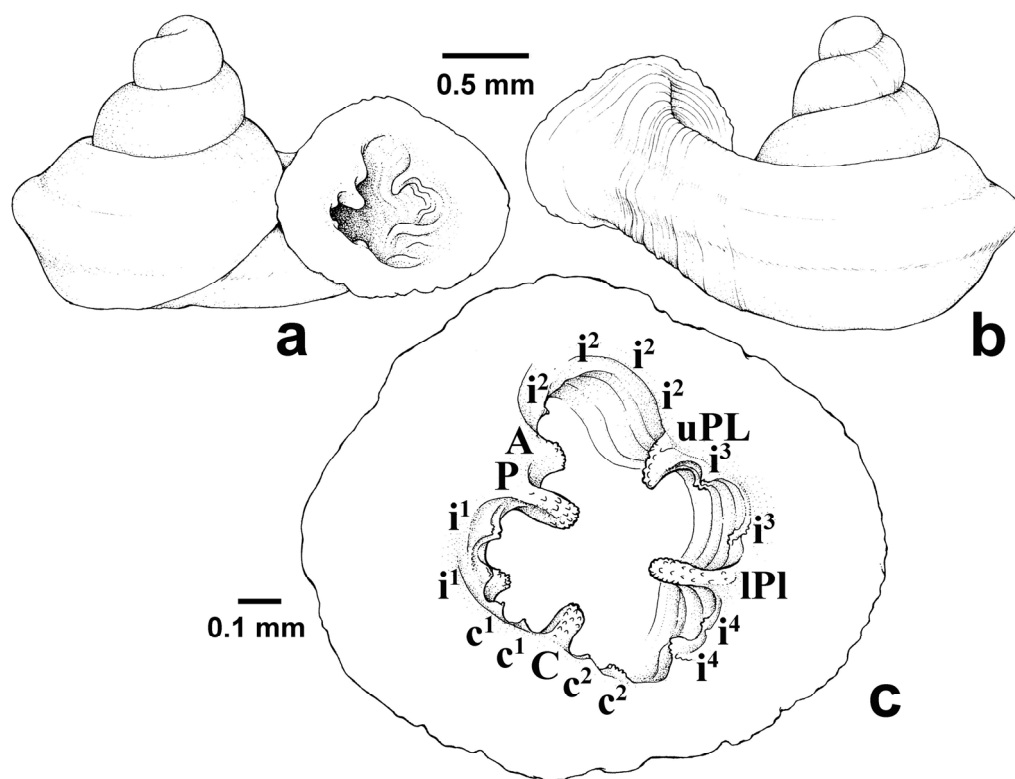 0.5 mm
a
b
i² i²
i² i²
A uPL
P i³
i¹ i³
i¹ lPl
0.1 mm
c¹ i⁴
c¹ C c² i⁴
c²
c